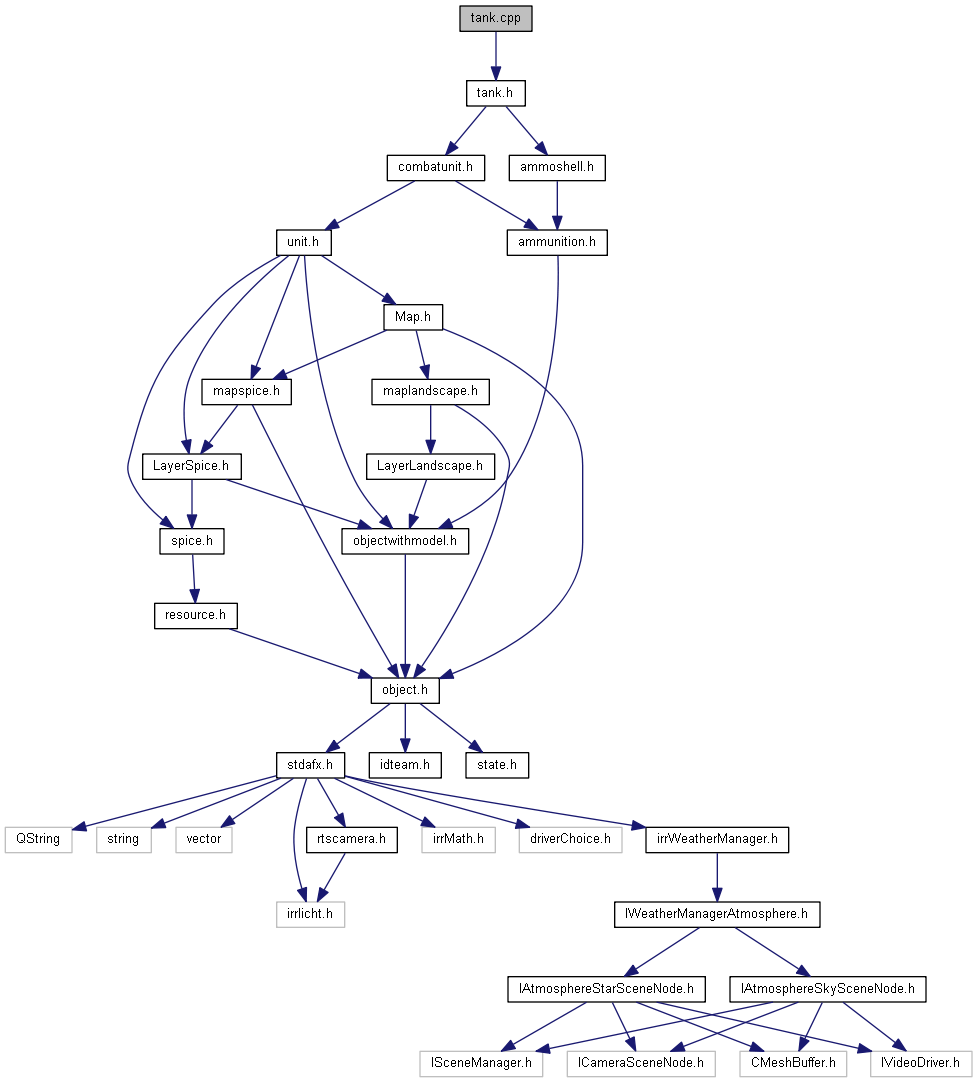 tank.cpp
tank.h
combatunit.h
ammoshell.h
unit.h
ammunition.h
Map.h
mapspice.h
maplandscape.h
LayerSpice.h
LayerLandscape.h
spice.h
objectwithmodel.h
resource.h
object.h
stdafx.h
idteam.h
state.h
QString
string
vector
rtscamera.h
irrMath.h
driverChoice.h
irrWeatherManager.h
irrlicht.h
IWeatherManagerAtmosphere.h
IAtmosphereStarSceneNode.h
IAtmosphereSkySceneNode.h
ISceneManager.h
ICameraSceneNode.h
CMeshBuffer.h
IVideoDriver.h